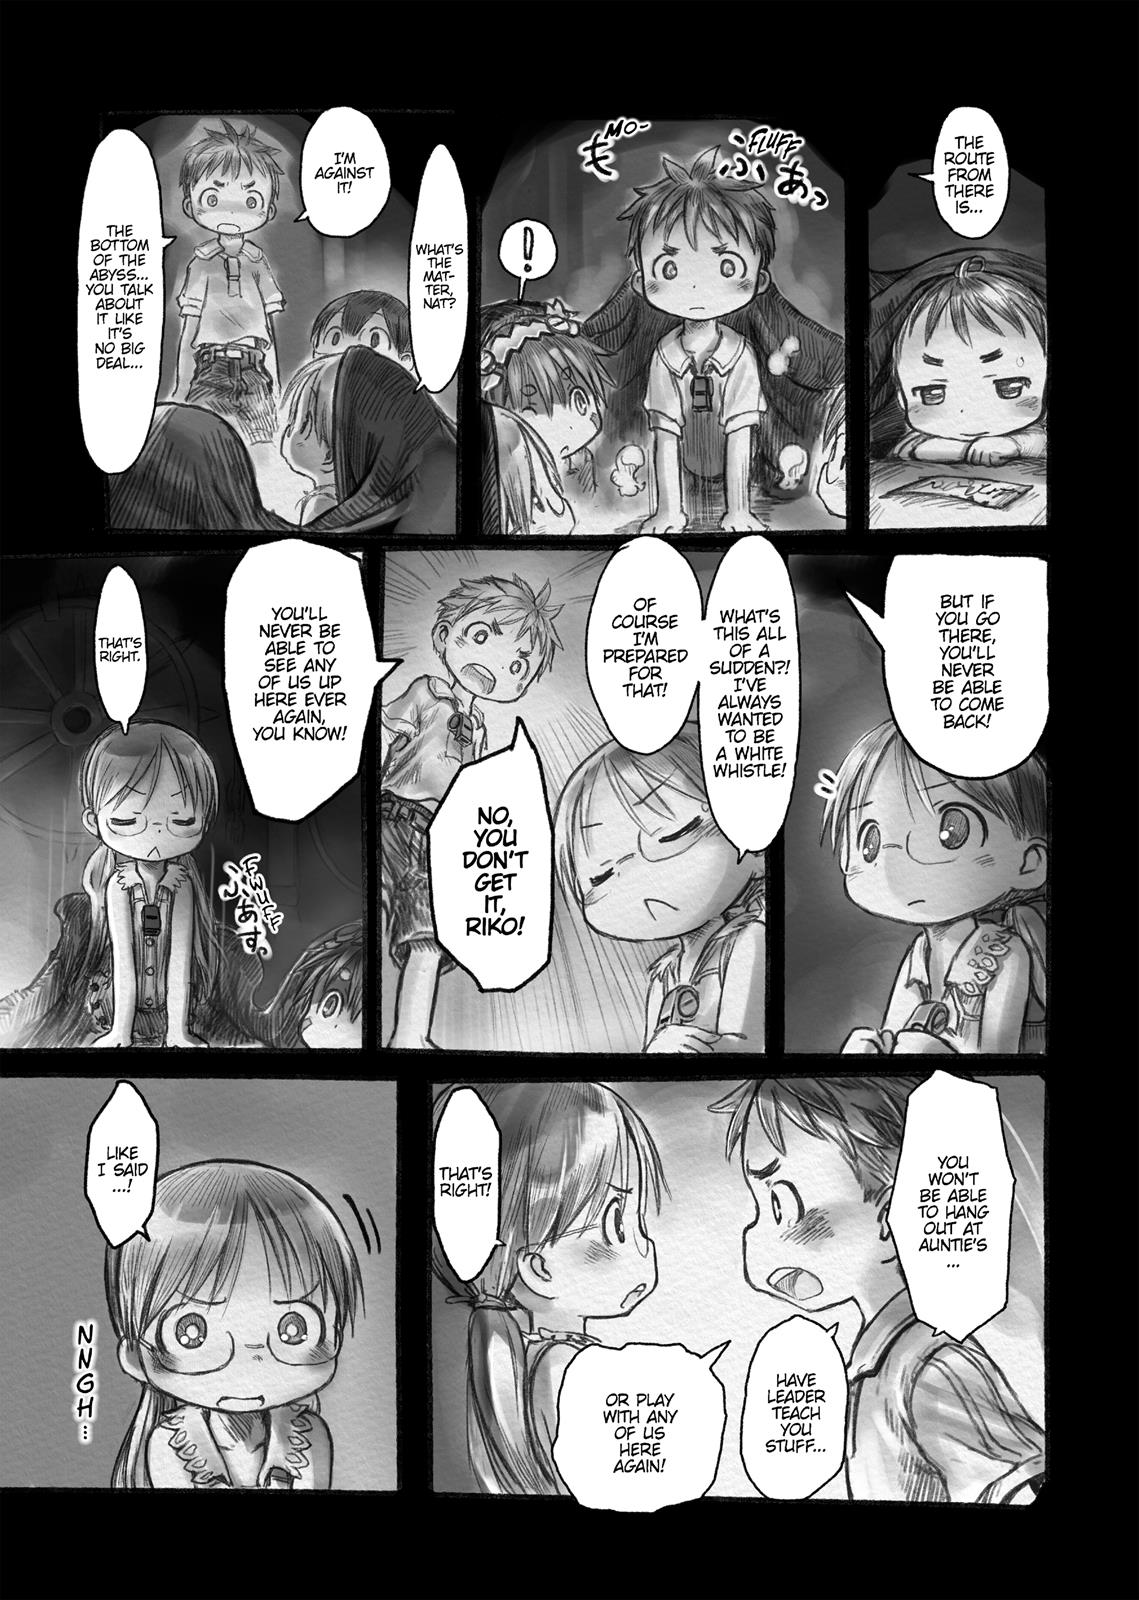 THE
ROUTE
FROM
THERE
IS...
FLUFF
ふぁっ
MO-
も
!
I'M
AGAINST
IT!
WHAT'S
THE
MAT-
TER,
NAT?
THE
BOTTOM
OF THE
ABYSS...
YOU TALK
ABOUT
IT LIKE
IT'S
NO BIG
DEAL...
BUT IF
YOU GO
THERE,
YOU'LL
NEVER
BE ABLE
TO COME
BACK!
WHAT'S
THIS ALL
OF A
SUDDEN?!
I'VE
ALWAYS
WANTED
TO BE
A WHITE
WHISTLE!
OF
COURSE
I'M
PREPARED
FOR
THAT!
NO,
YOU
DON'T
GET
IT,
RIKO!
YOU'LL
NEVER BE
ABLE TO
SEE ANY
OF US UP
HERE EVER
AGAIN,
YOU KNOW!
THAT'S
RIGHT.
FWUFF
ふぁすっ
YOU
WON'T
BE ABLE
TO HANG
OUT AT
AUNTIE'S
...
HAVE
LEADER
TEACH
YOU
STUFF...
OR PLAY
WITH ANY
OF US
HERE
AGAIN!
THAT'S
RIGHT!
LIKE
I SAID
...!
NNGH...